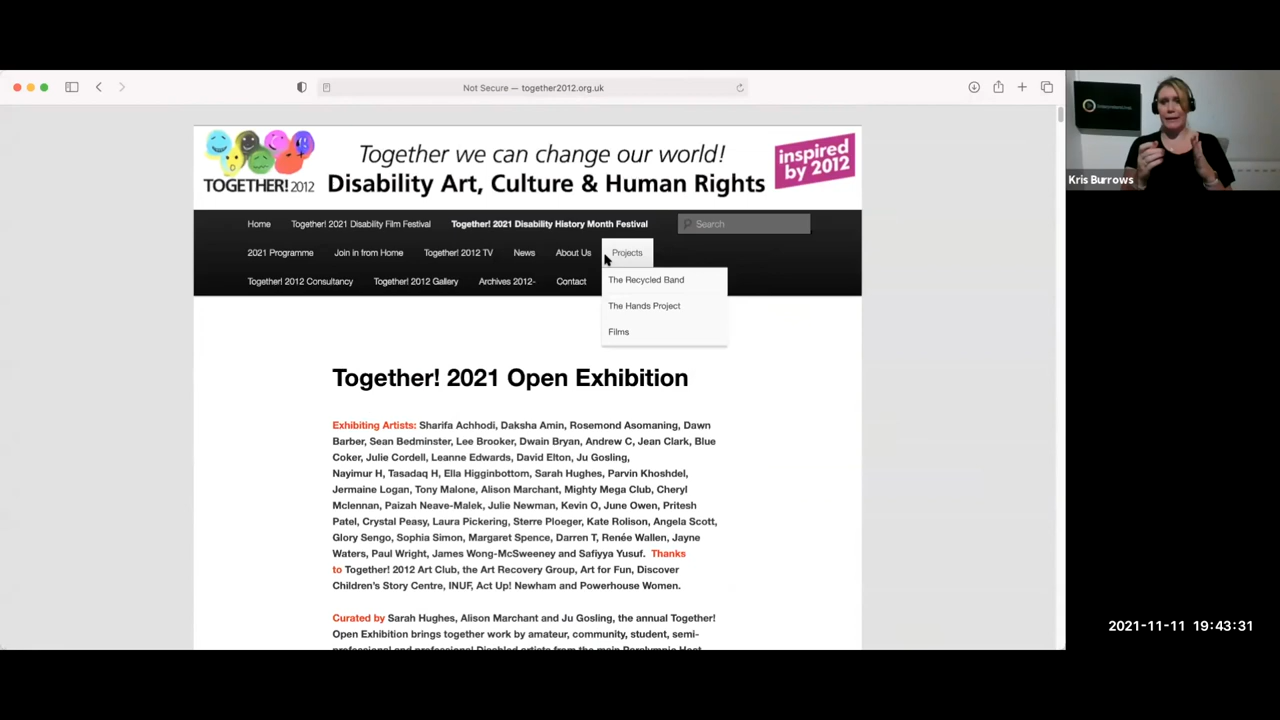 Not Secure — together2012.org.uk
Kris Burrows
TOGETHER! 2012
Together we can change our world!
Disability Art, Culture & Human Rights
inspired
by 2012
Home Together! 2021 Disability Film Festival Together! 2021 Disability History Month Festival Search
2021 Programme Join in from Home Together! 2012 TV News About Us Projects
Together! 2012 Consultancy Together! 2012 Gallery Archives 2012- Contact
The Recycled Band
The Hands Project
Films
Together! 2021 Open Exhibition
Exhibiting Artists: Sharifa Achhodi, Daksha Amin, Rosemond Asomaning, Dawn
Barber, Sean Bedminster, Lee Brooker, Dwain Bryan, Andrew C, Jean Clark, Blue
Coker, Julie Cordell, Leanne Edwards, David Elton, Ju Gosling,
Nayimur H, Tasadaq H, Ella Higginbottom, Sarah Hughes, Parvin Khoshdel,
Jermaine Logan, Tony Malone, Alison Marchant, Mighty Mega Club, Cheryl
Mclennan, Paizah Neave-Malek, Julie Newman, Kevin O, June Owen, Pritesh
Patel, Crystal Peasy, Laura Pickering, Sterre Ploeger, Kate Rolison, Angela Scott,
Glory Sengo, Sophia Simon, Margaret Spence, Darren T, Renée Wallen, Jayne
Waters, Paul Wright, James Wong-McSweeney and Safiyya Yusuf. Thanks
to Together! 2012 Art Club, the Art Recovery Group, Art for Fun, Discover
Children's Story Centre, INUF, Act Up! Newham and Powerhouse Women.
Curated by Sarah Hughes, Alison Marchant and Ju Gosling, the annual Together!
Open Exhibition brings together work by amateur, community, student, semi-
professional and professional Disabled artists from the main Paralympic Host
2021-11-11 19:43:31